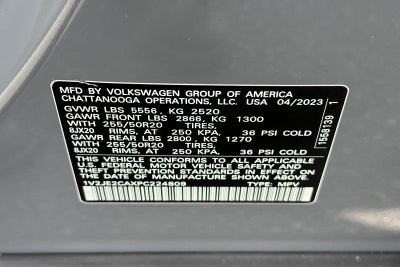 MFD BY VOLKSWAGEN GROUP OF AMERICA
CHATTANOOGA OPERATIONS, LLC. USA 04/2023
GVWR LBS 5556, KG 2520
GAWR FRONT LBS 2866, KG 1300
WITH 255/50R20 TIRES,
8JX20 RIMS, AT 250 KPA, 36 PSI COLD
GAWR REAR LBS 2800, KG 1270
WITH 255/50R20 TIRES,
8JX20 RIMS, AT 250 KPA, 36 PSI COLD
THIS VEHICLE CONFORMS TO ALL APPLICABLE
U.S. FEDERAL MOTOR VEHICLE SAFETY AND
THEFT PREVENTION STANDARDS IN EFFECT ON
THE DATE OF MANUFACTURE SHOWN ABOVE.
1V2JE2CAXPC224809 TYPE: MPV
1568139 1